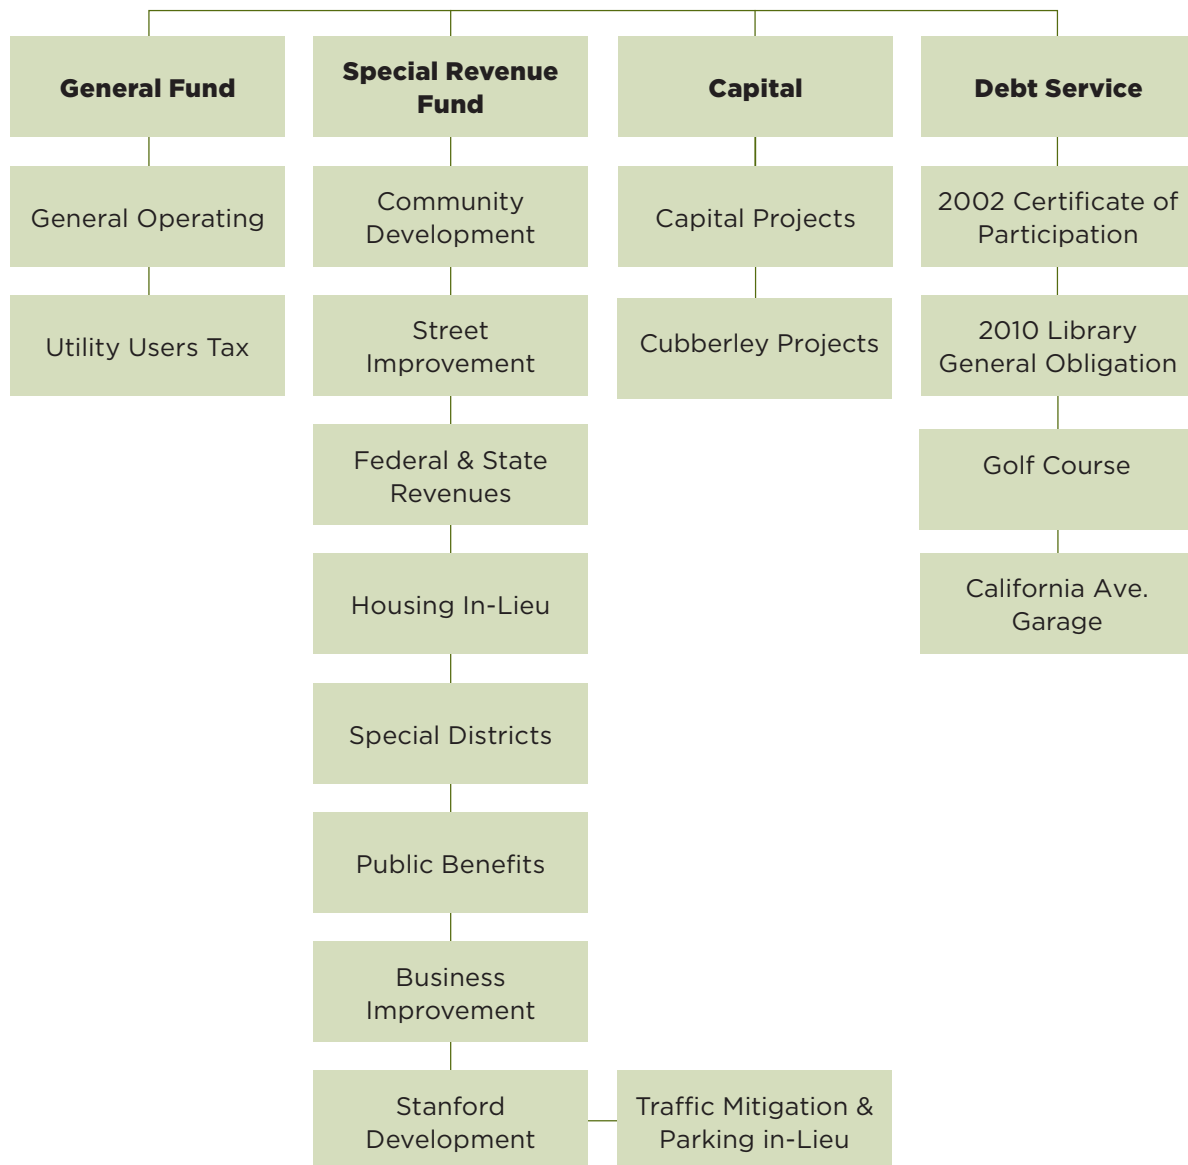 General Fund
Special Revenue
Fund
Capital
Debt Service
General Operating
Utility Users Tax
Community
Development
Street
Improvement
Federal & State
Revenues
Housing In-Lieu
Special Districts
Public Benefits
Business
Improvement
Stanford
Development
Traffic Mitigation &
Parking in-Lieu
Capital Projects
Cubberley Projects
2002 Certificate of
Participation
2010 Library
General Obligation
Golf Course
California Ave.
Garage